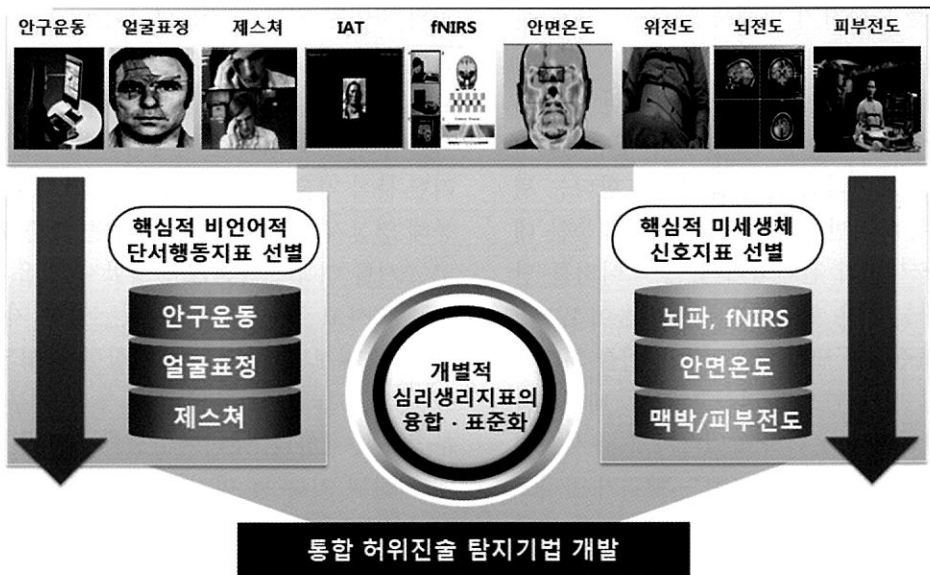 안구운동 얼굴표정 제스쳐 IAT fNIRS 안면온도 위전도 뇌전도 피부전도
핵심적 비언어적
단서행동지표 선별
안구운동
얼굴표정
제스쳐
개별적
심리생리지표의
융합 · 표준화
핵심적 미세생체
신호지표 선별
뇌파, fNIRS
안면온도
맥박/피부전도
통합 허위진술 탐지기법 개발